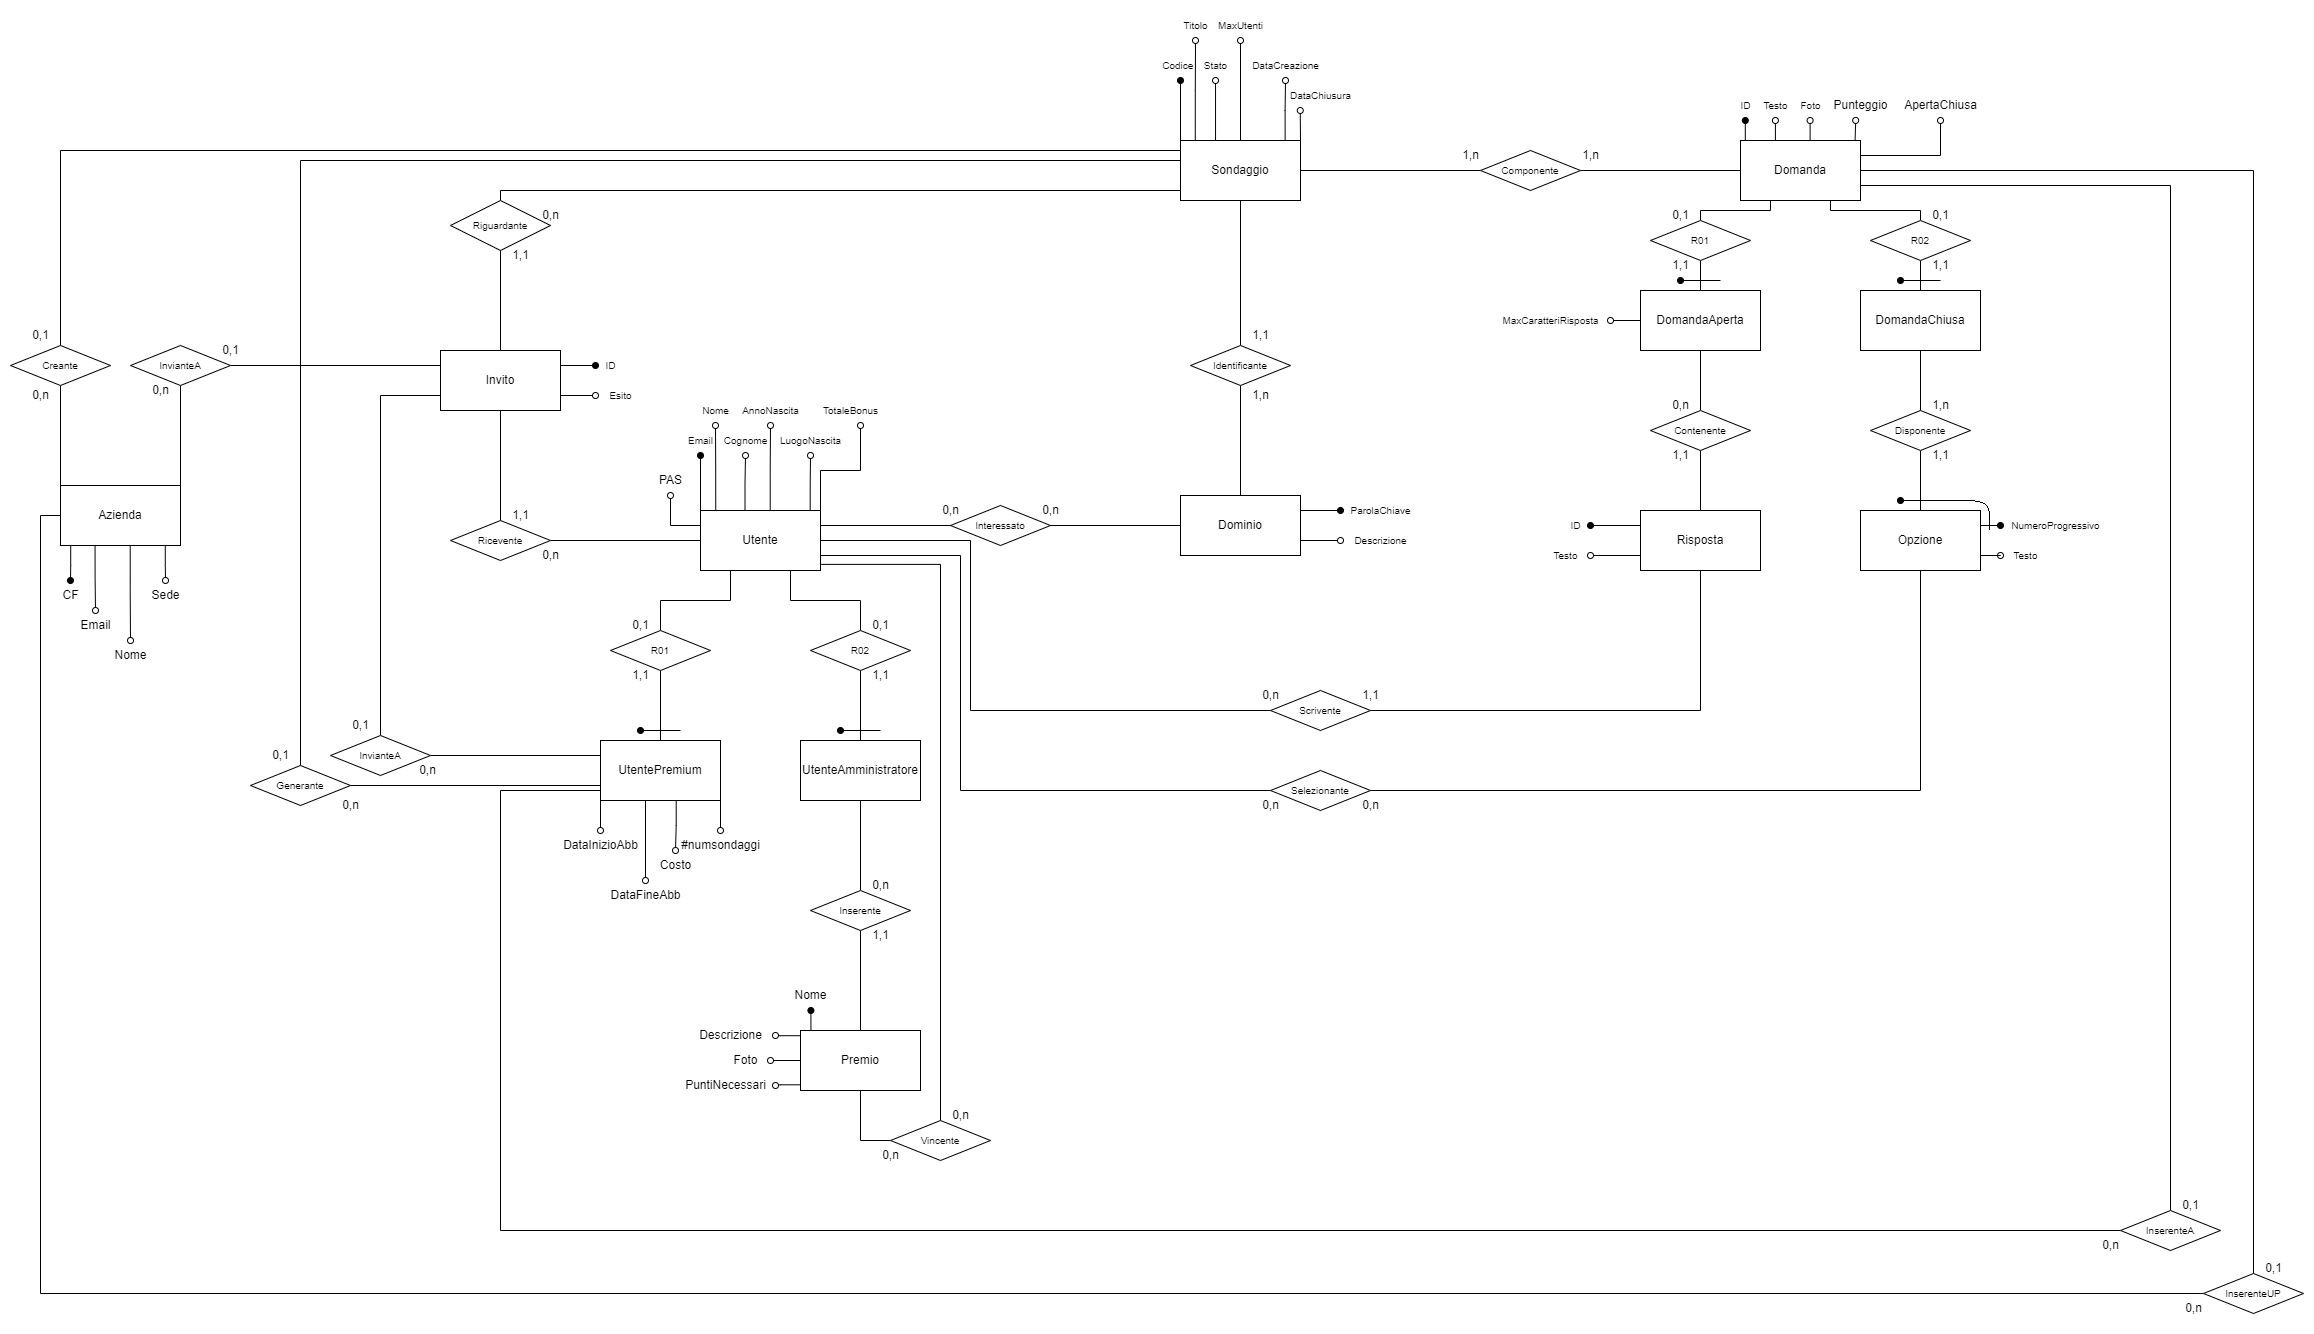 Titolo MaxUtenti
Codice Stato DataCreazione
DataChiusura
ID Testo Foto Punteggio ApertaChiusa
Sondaggio
1,n Componente 1,n
Domanda
0,n
Riguardante
1,1
0,1 R01 1,1
0,1 R02 1,1
0,1
Creante
0,n
InvianteA 0,1
0,n
Invito
ID
Esito
1,1
Identificante
1,n
MaxCaratteriRisposta
DomandaAperta
DomandaChiusa
Nome AnnoNascita TotaleBonus
Email Cognome LuogoNascita
PAS
0,n
Contenente
1,1
1,n
Disponente
1,1
Azienda
CF
Sede
Email
Nome
1,1
Ricevente
0,n
Utente
0,n Interessato 0,n
Dominio
ParolaChiave
Descrizione
ID
Testo
Risposta
Opzione
NumeroProgressivo
Testo
0,1
R01
1,1
0,1
R02
1,1
0,n Scrivente 1,1
0,1
InvianteA
0,n
0,1
Generante
0,n
UtentePremium
UtenteAmministratore
Selezionante
0,n 0,n
DataInizioAbb
#numsondaggi
Costo
DataFineAbb
0,n
Inserente
1,1
Nome
Descrizione
Foto
PuntiNecessari
Premio
0,n
Vincente
0,n
0,1
InserenteA
0,n
0,1
InserenteUP
0,n